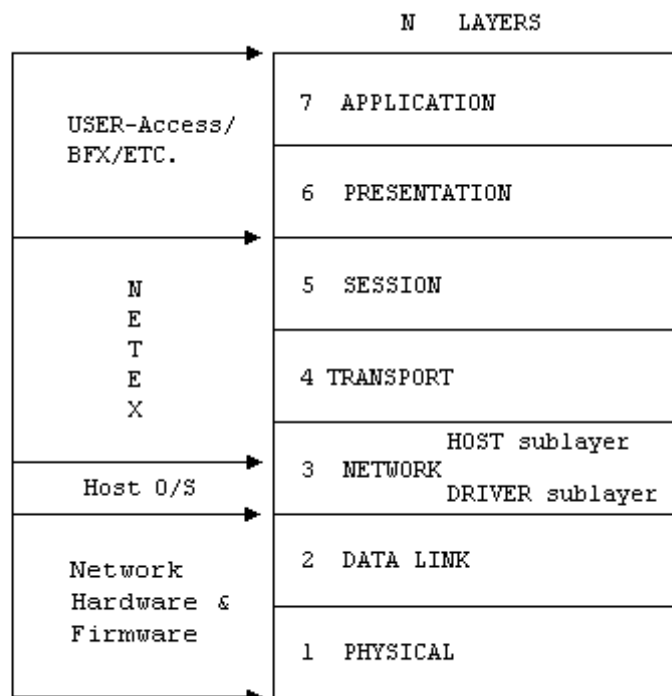 N LAYERS
USER-Access/
BFX/ETC.
7 APPLICATION
6 PRESENTATION
N
E
T
E
X
5 SESSION
4 TRANSPORT
HOST sublayer
3 NETWORK
DRIVER sublayer
Host O/S
Network
Hardware &
Firmware
2 DATA LINK
1 PHYSICAL